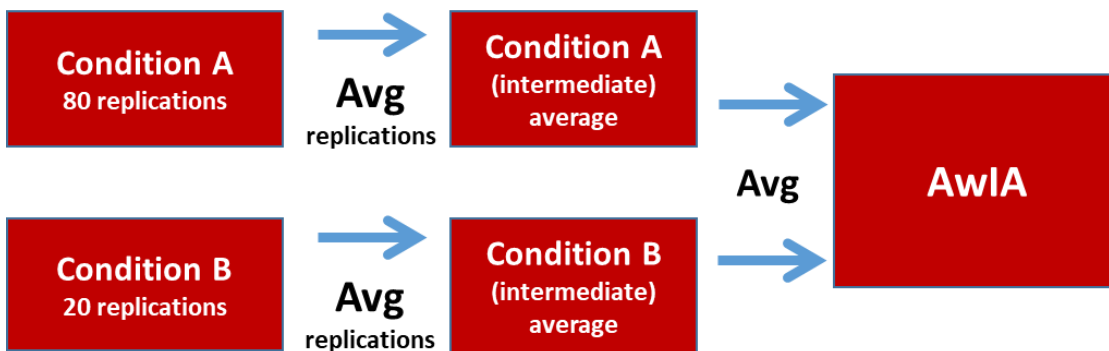 Condition A
80 replications
Avg
replications
Condition A
(intermediate)
average
Condition B
20 replications
Avg
replications
Condition B
(intermediate)
average
Avg
AwIA